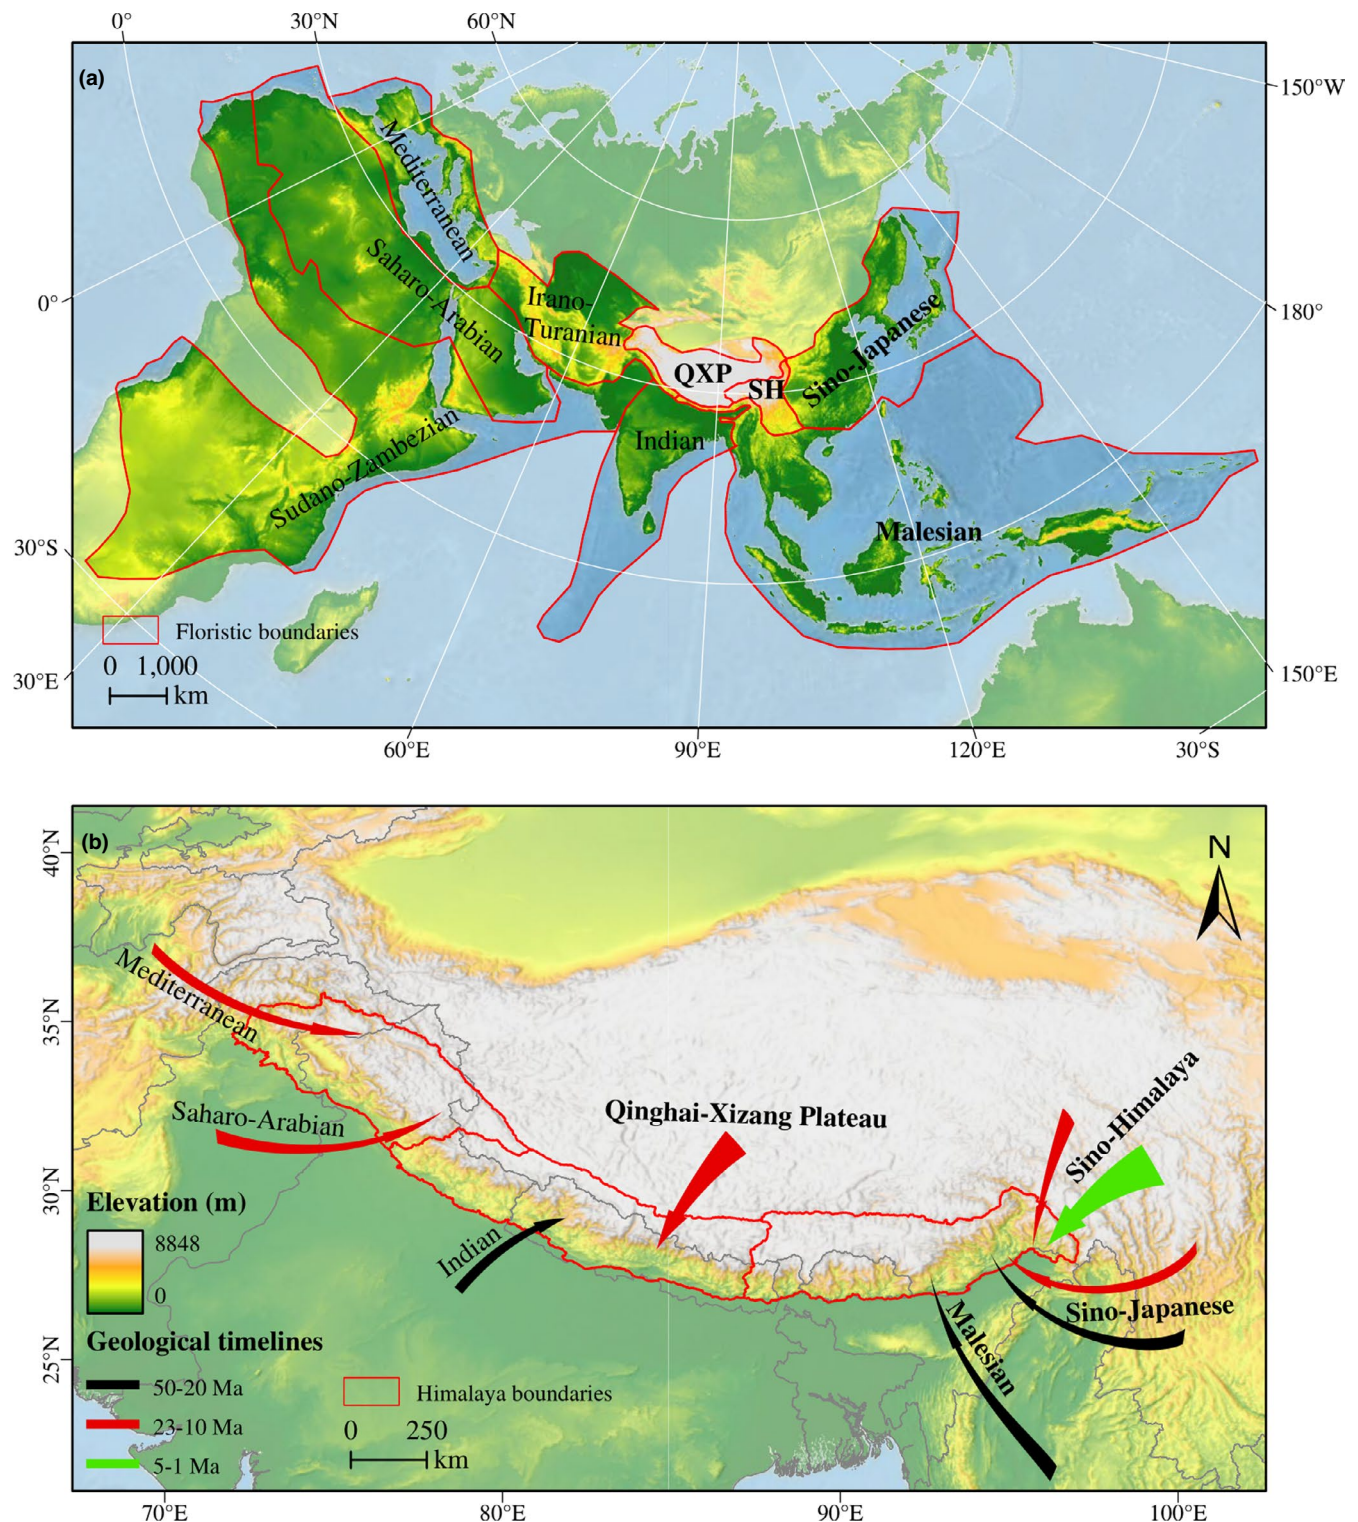 0° 30°N 60°N
(a)
150°W
Mediterranean
Saharo-Arabian
Irano-
Turanian
0°
180°
QXP
SH
Sino-Japanese
Indian
Sudano-Zambezian
Malesian
30°S
Floristic boundaries
0 1,000
km
30°E
150°E
60°E 90°E 120°E 30°S
(b)
40°N
N
Mediterranean
35°N
Saharo-Arabian
Qinghai-Xizang Plateau
Sino-Himalaya
30°N
Elevation (m)
8848
0
Indian
Sino-Japanese
Malesian
Geological timelines
25°N
50-20 Ma
23-10 Ma
5-1 Ma
Himalaya boundaries
0 250
km
70°E 80°E 90°E 100°E